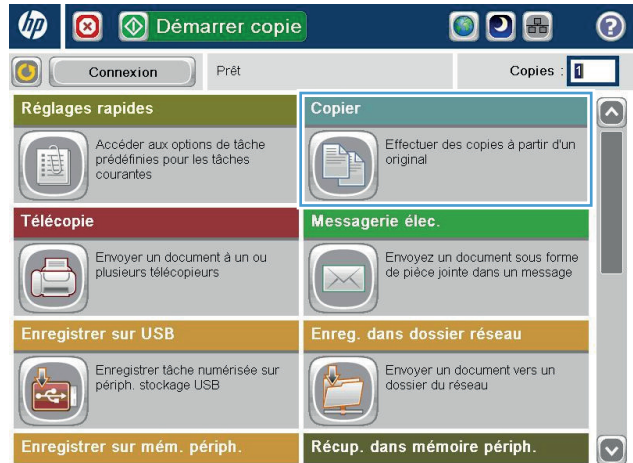 hp
Démarrer copie
?
Connexion
Prêt
Copies : 1
Réglages rapides
Accéder aux options de tâche
prédéfinies pour les tâches
courantes
Copier
Effectuer des copies à partir d'un
original
Télécopie
Envoyer un document à un ou
plusieurs télécopieurs
Messagerie élec.
Envoyez un document sous forme
de pièce jointe dans un message
Enregistrer sur USB
Enregistrer tâche numérisée sur
périph. stockage USB
Enreg. dans dossier réseau
Envoyer un document vers un
dossier du réseau
Enregistrer sur mém. périph.
Récup. dans mémoire périph.